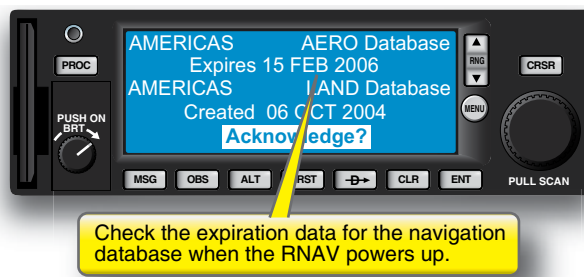 PROC
PUSH ON
BRT
AMERICAS AERO Database
Expires 15 FEB 2006
AMERICAS LAND Database
Created 06 OCT 2004
Acknowledge?
RNG
MENU
CRSR
PULL SCAN
MSG OBS ALT D CLR ENT
Check the expiration data for the navigation
database when the RNAV powers up.